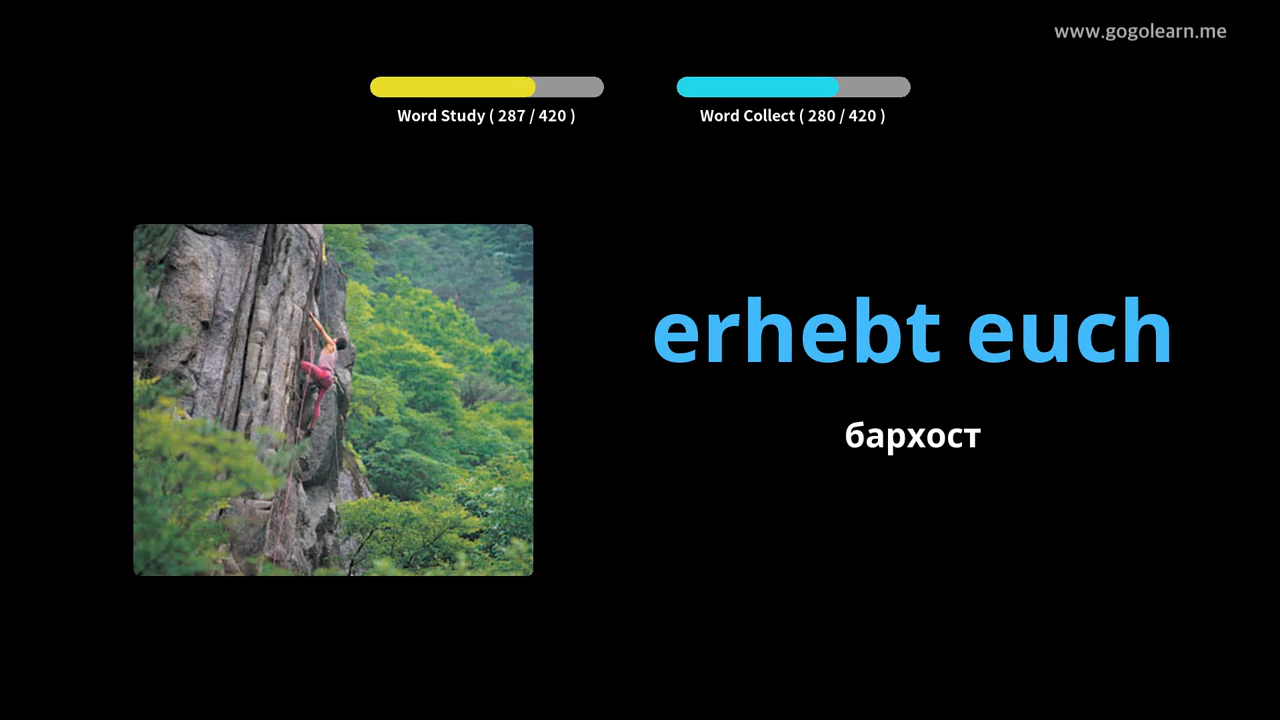 www.gogolearn.me
Word Study ( 287 / 420 )
Word Collect ( 280 / 420 )
erhebt euch
бархост